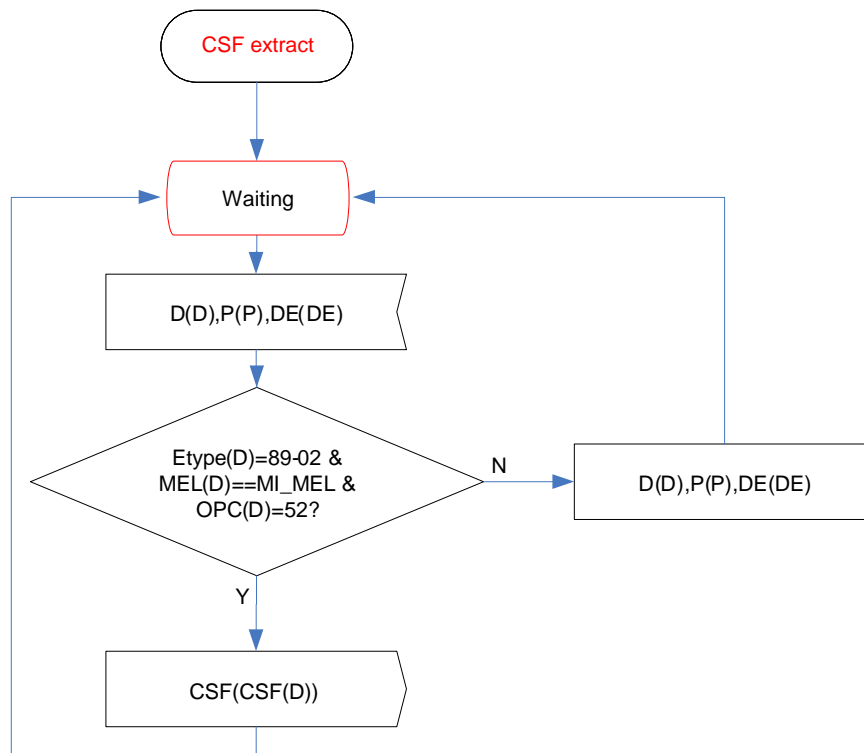 CSF extract
Waiting
D(D),P(P),DE(DE)
Etype(D)=89-02 &
MEL(D)==MI_MEL &
OPC(D)=52?
N
D(D),P(P),DE(DE)
Y
CSF(CSF(D))